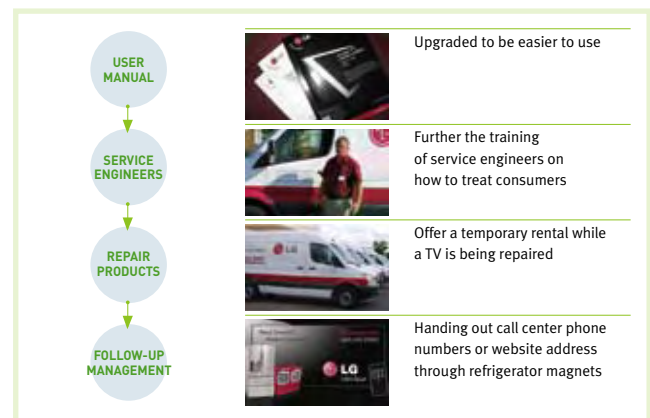 USER
MANUAL
Upgraded to be easier to use
SERVICE
ENGINEERS
Further the training
of service engineers on
how to treat consumers
REPAIR
PRODUCTS
LG
Offer a temporary rental while
a TV is being repaired
FOLLOW-UP
MANAGEMENT
LG
Handing out call center phone
numbers or website address
through refrigerator magnets